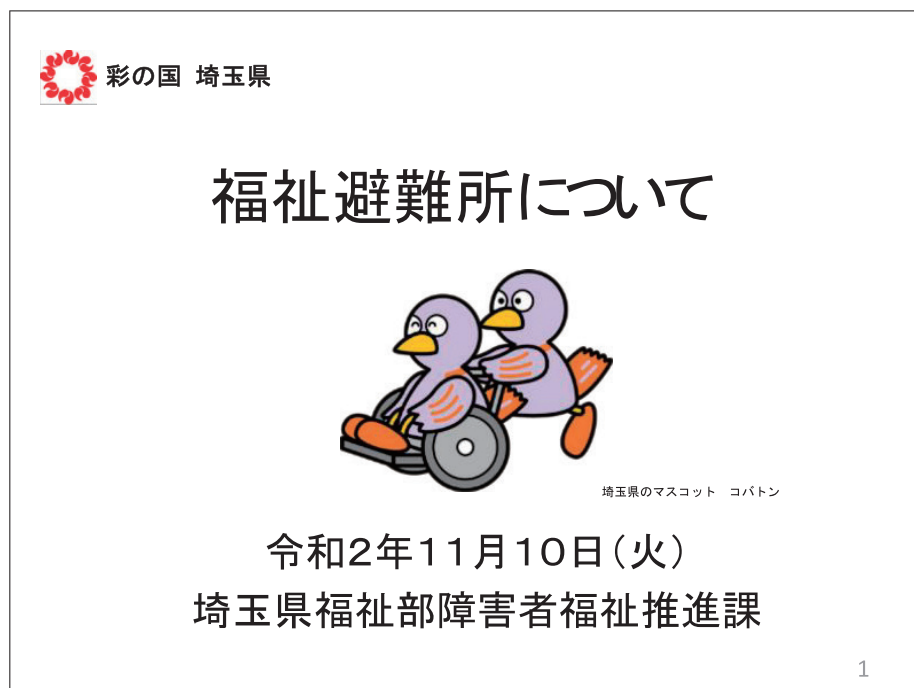 彩の国 埼玉県
福祉避難所について
埼玉県のマスコット　コバトン
令和2年11月10日（火）
埼玉県福祉部障害者福祉推進課
1